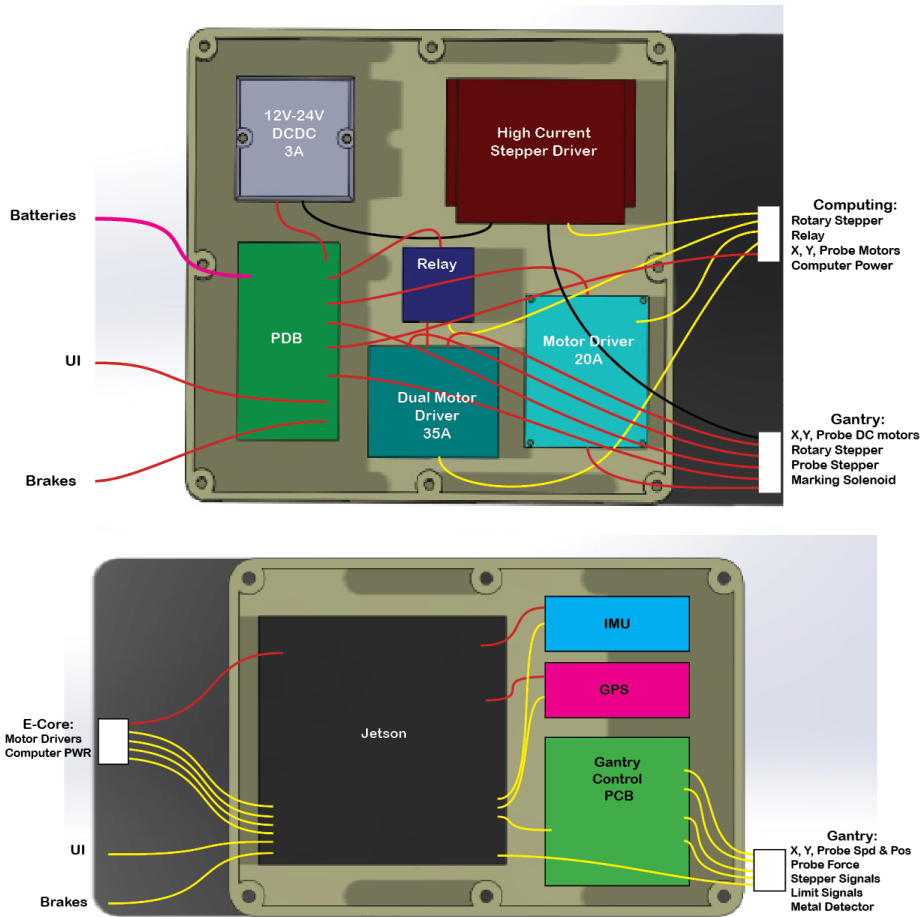 12V-24V
DCDC
3A
High Current
Stepper Driver
Batteries
Computing:
Rotary Stepper
Relay
X, Y, Probe Motors
Computer Power
Relay
PDB
Motor Driver
20A
UI
Dual Motor
Driver
35A
Gantry:
X,Y, Probe DC motors
Rotary Stepper
Probe Stepper
Marking Solenoid
Brakes
IMU
GPS
E-Core:
Motor Drivers
Computer PWR
Jetson
Gantry
Control
PCB
UI
Gantry:
X, Y, Probe Spd & Pos
Probe Force
Stepper Signals
Limit Signals
Metal Detector
Brakes